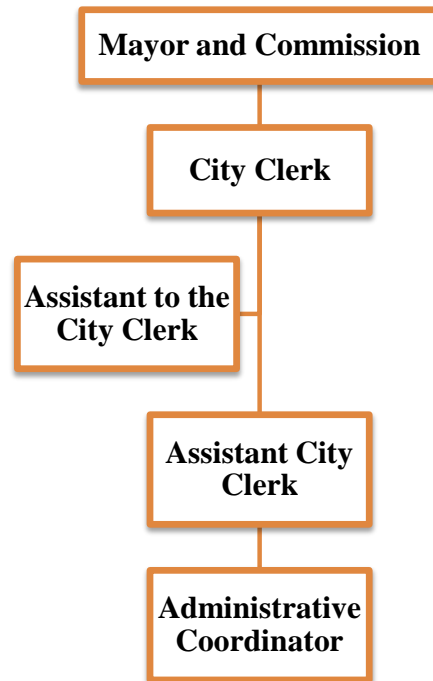 Mayor and Commission
City Clerk
Assistant to the
City Clerk
Assistant City
Clerk
Administrative
Coordinator